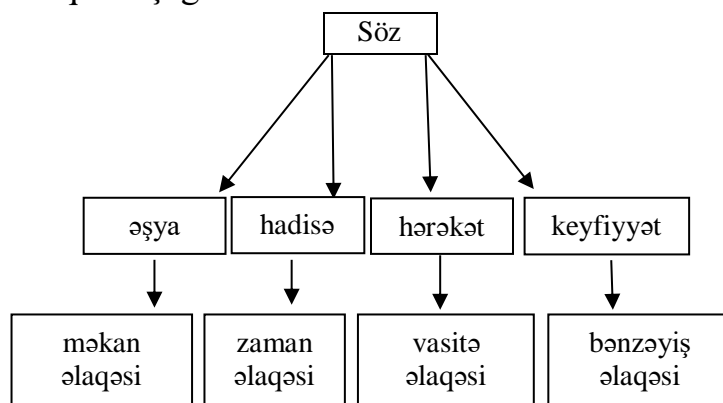 Söz
əşya
hadisə
hərəkət
keyfiyyət
məkan
əlaqəsi
zaman
əlaqəsi
vasitə
əlaqəsi
bənzəyiş
əlaqəsi